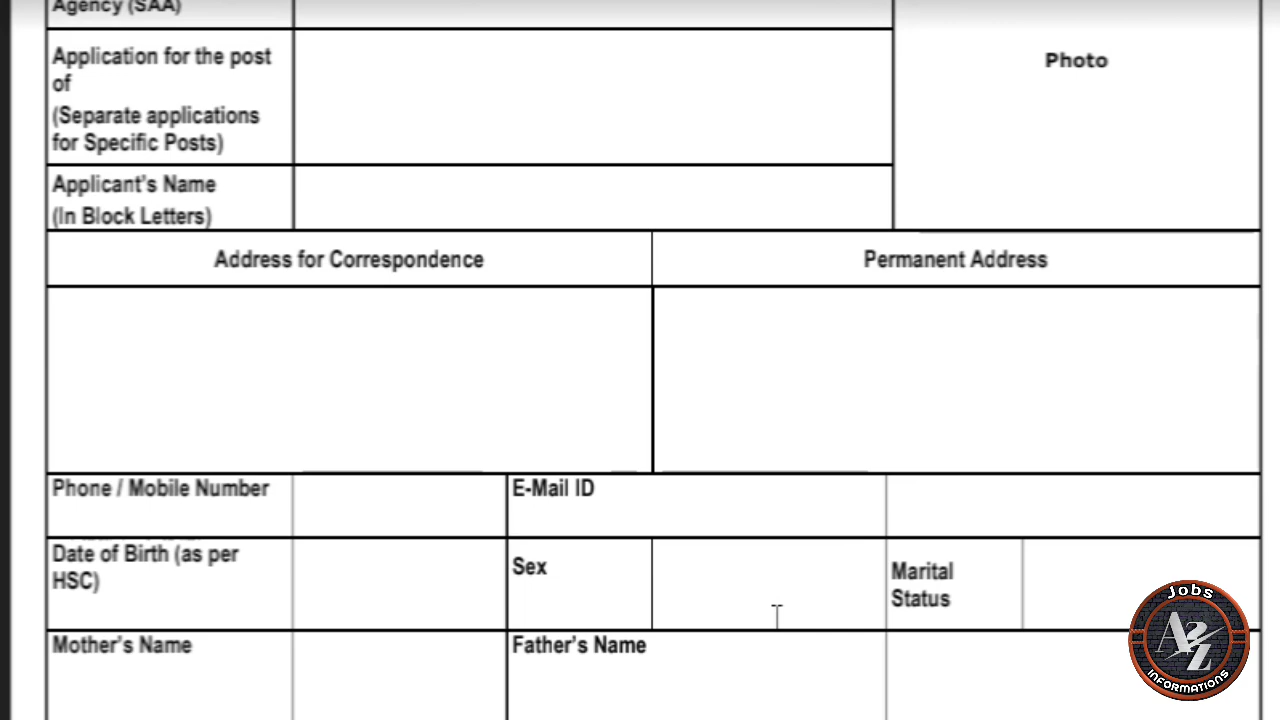 Agency (SAA)
Application for the post
of
(Separate applications
for Specific Posts)
Photo
Applicant's Name
(In Block Letters)
Address for Correspondence
Permanent Address
Phone / Mobile Number
E-Mail ID
Date of Birth (as per
HSC)
Sex
Marital
Status
Mother's Name
Father's Name
Jobs
A2Z
INFORMATIONS